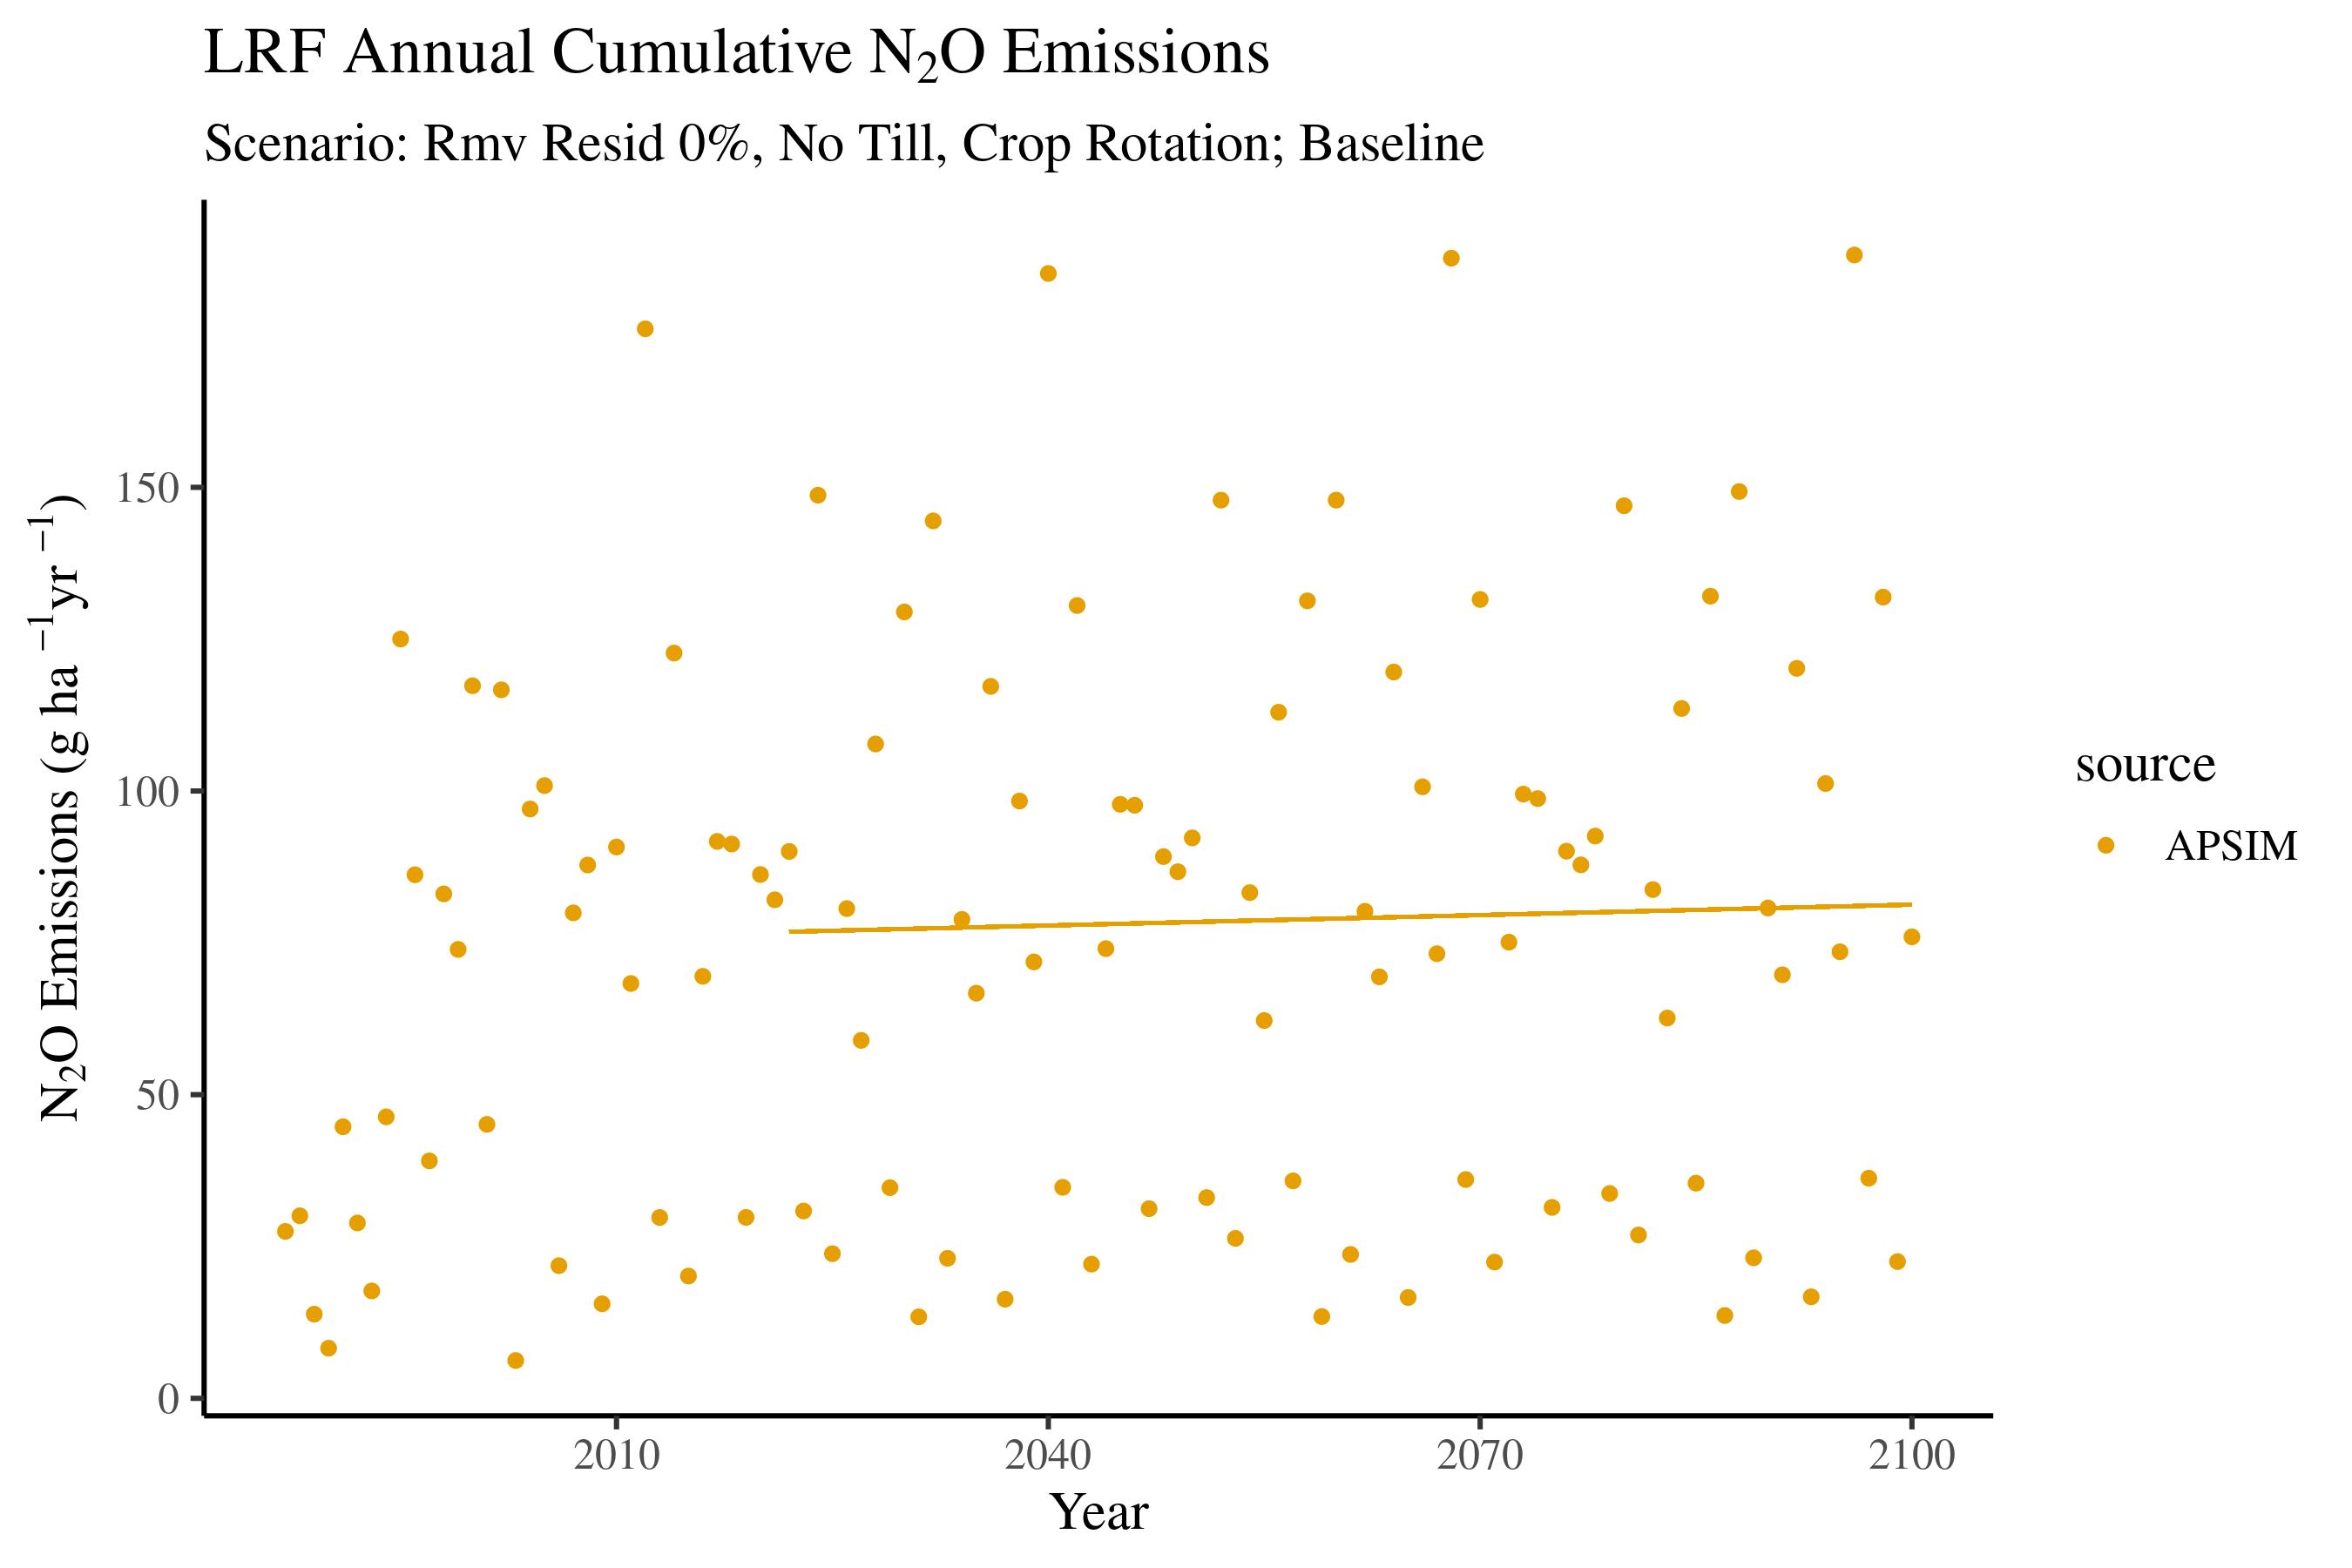 LRF Annual Cumulative N₂O Emissions
Scenario: Rmv Resid 0%, No Till, Crop Rotation; Baseline
N₂O Emissions (g ha⁻¹yr⁻¹)
150
100
50
0
2010 2040 2070 2100
Year
source
APSIM